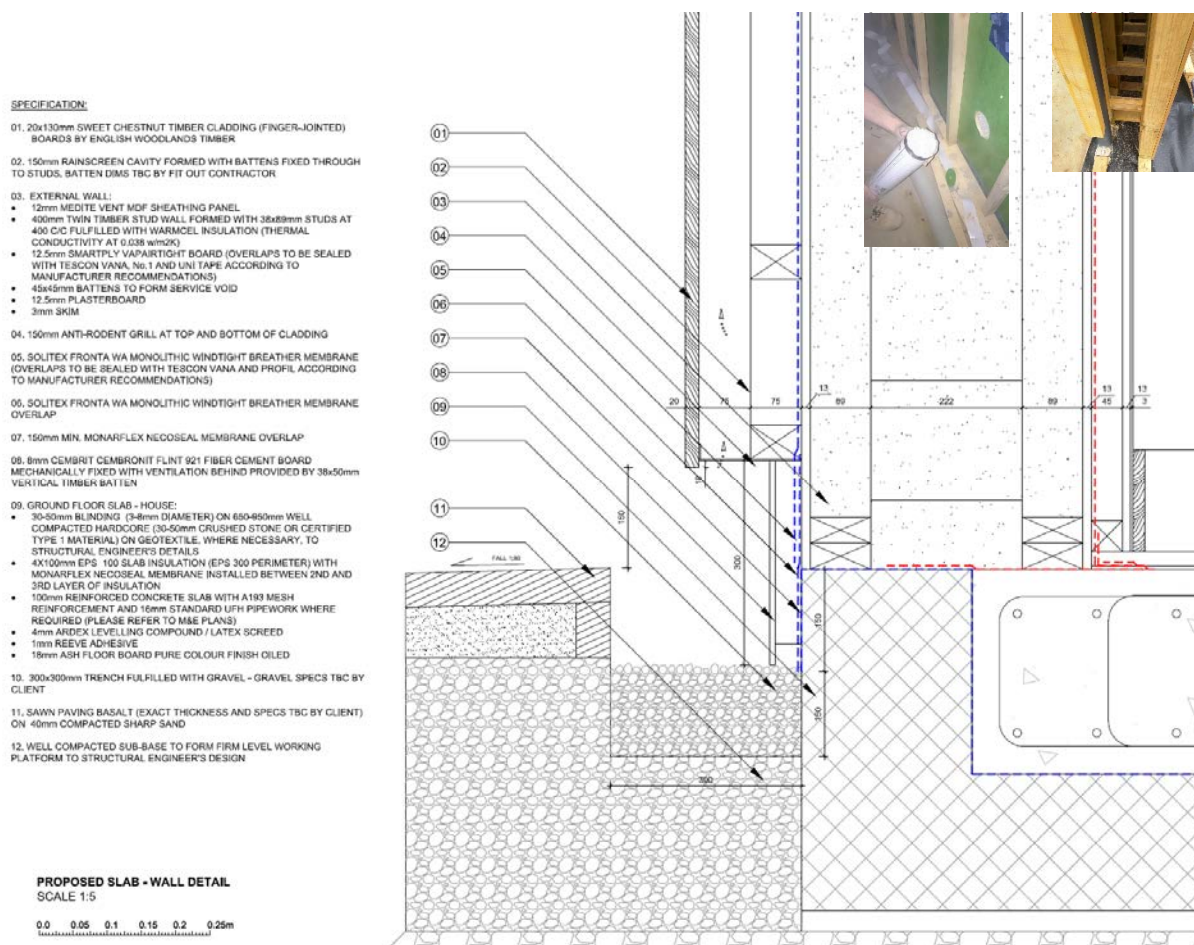 SPECIFICATION:
01. 20x130mm SWEET CHESTNUT TIMBER CLADDING (FINGER-JOINTED)
BOARDS BY ENGLISH WOODLANDS TIMBER
02. 150mm RAINSCREEN CAVITY FORMED WITH BATTENS FIXED THROUGH
TO STUDS, BATTEN DIMS TBC BY FIT OUT CONTRACTOR
03. EXTERNAL WALL:
• 12mm MEDITE VENT MDF SHEATHING PANEL
• 400mm TWIN TIMBER STUD WALL FORMED WITH 38x89mm STUDS AT
400 C/C FULFILLED WITH WARMCEL INSULATION (THERMAL
CONDUCTIVITY AT 0.038 w/m2K)
• 12.5mm SMARTPLY VAPAIRTIGHT BOARD (OVERLAPS TO BE SEALED
WITH TESCON VANA, No.1 AND UNI TAPE ACCORDING TO
MANUFACTURER RECOMMENDATIONS)
• 45x45mm BATTENS TO FORM SERVICE VOID
• 12.5mm PLASTERBOARD
• 3mm SKIM
04. 150mm ANTI-RODENT GRILL AT TOP AND BOTTOM OF CLADDING
05. SOLITEX FRONTA WA MONOLITHIC WINDTIGHT BREATHER MEMBRANE
(OVERLAPS TO BE SEALED WITH TESCON VANA AND PROFIL ACCORDING
TO MANUFACTURER RECOMMENDATIONS)
06. SOLITEX FRONTA WA MONOLITHIC WINDTIGHT BREATHER MEMBRANE
OVERLAP
07. 150mm MIN. MONARFLEX NECOSEAL MEMBRANE OVERLAP
08. 8mm CEMBRIT CEMBRONIT FLINT 921 FIBER CEMENT BOARD
MECHANICALLY FIXED WITH VENTILATION BEHIND PROVIDED BY 38x50mm
VERTICAL TIMBER BATTEN
09. GROUND FLOOR SLAB - HOUSE:
• 30-50mm BLINDING (3-8mm DIAMETER) ON 650-950mm WELL
COMPACTED HARDCORE (30-50mm CRUSHED STONE OR CERTIFIED
TYPE 1 MATERIAL) ON GEOTEXTILE, WHERE NECESSARY, TO
STRUCTURAL ENGINEER'S DETAILS
• 4X100mm EPS 100 SLAB INSULATION (EPS 300 PERIMETER) WITH
MONARFLEX NECOSEAL MEMBRANE INSTALLED BETWEEN 2ND AND
3RD LAYER OF INSULATION
• 100mm REINFORCED CONCRETE SLAB WITH A193 MESH
REINFORCEMENT AND 16mm STANDARD UFH PIPEWORK WHERE
REQUIRED (PLEASE REFER TO M&E PLANS)
• 4mm ARDEX LEVELLING COMPOUND / LATEX SCREED
• 1mm REEVE ADHESIVE
• 18mm ASH FLOOR BOARD PURE COLOUR FINISH OILED
10. 300x300mm TRENCH FULFILLED WITH GRAVEL - GRAVEL SPECS TBC BY
CLIENT
11. SAWN PAVING BASALT (EXACT THICKNESS AND SPECS TBC BY CLIENT)
ON 40mm COMPACTED SHARP SAND
12. WELL COMPACTED SUB-BASE TO FORM FIRM LEVEL WORKING
PLATFORM TO STRUCTURAL ENGINEER'S DESIGN
PROPOSED SLAB - WALL DETAIL
SCALE 1:5
0.0 0.05 0.1 0.15 0.2 0.25m
01
02
03
04
05
06
07
08
09
10
11
12
20 75 75 13 89 222 89 13 45 13 3
150
300
150
150